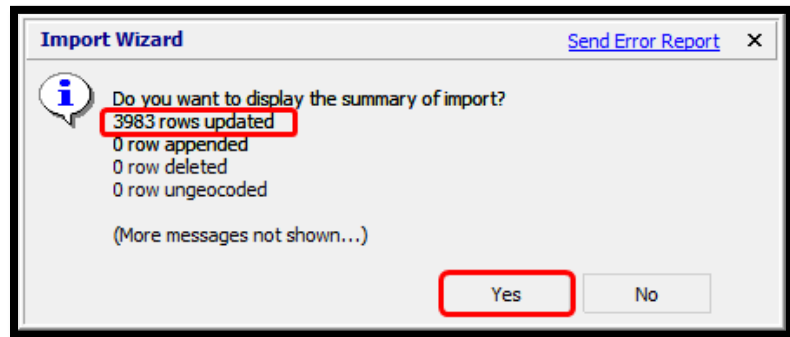 Import Wizard
Send Error Report
Do you want to display the summary of import?
3983 rows updated
0 row appended
0 row deleted
0 row ungeocoded
(More messages not shown...)
Yes
No